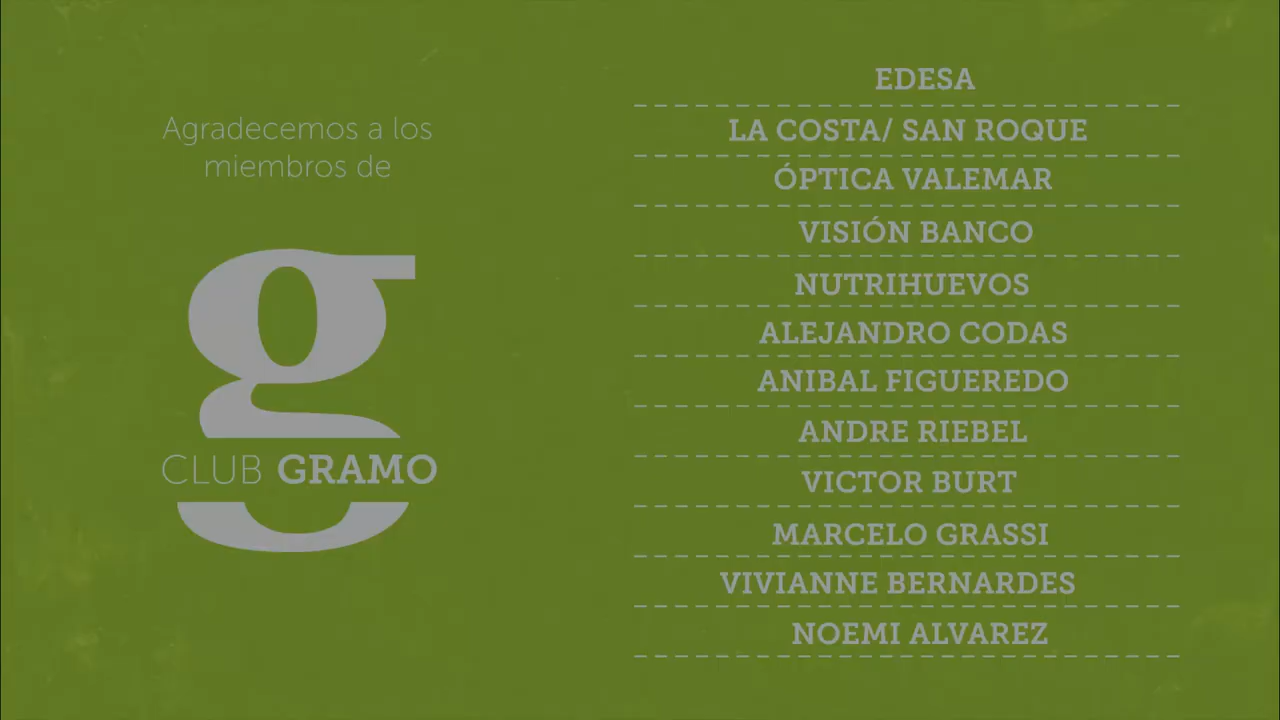 Agradecemos a los
miembros de
g
CLUB GRAMO
EDESA
LA COSTA/ SAN ROQUE
ÓPTICA VALEMAR
VISIÓN BANCO
NUTRIHUEVOS
ALEJANDRO CODAS
ANIBAL FIGUEREDO
ANDRE RIEBEL
VICTOR BURT
MARCELO GRASSI
VIVIANNE BERNARDES
NOEMI ALVAREZ